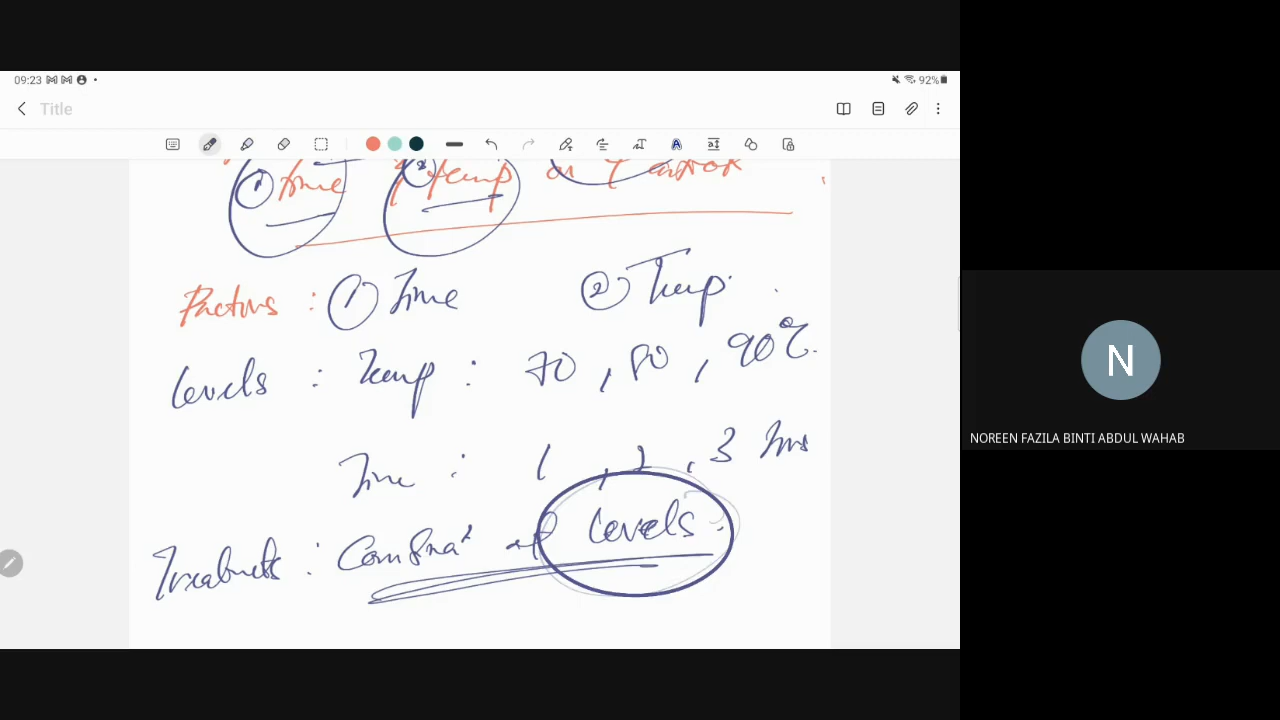 09:23 92%
Title
① Time ② Temp on
Factors : ① Time ② Temp.
Levels : Temp : 70 , 80 , 90°C.
Time : 1 , 2 , 3 hrs
NOREEN FAZILA BINTI ABDUL WAHAB
N
Treatments : of Levels.